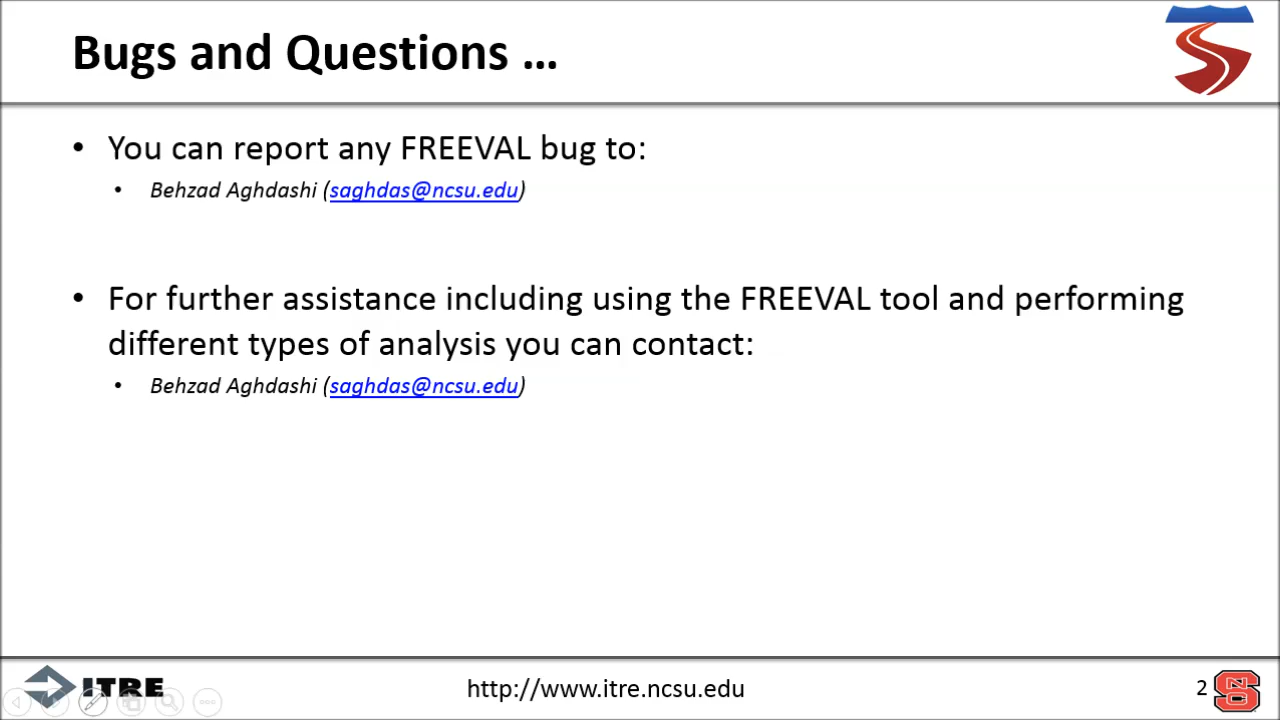 Bugs and Questions ...
• You can report any FREEVAL bug to:
• Behzad Aghdashi (saghdas@ncsu.edu)
• For further assistance including using the FREEVAL tool and performing
different types of analysis you can contact:
• Behzad Aghdashi (saghdas@ncsu.edu)
ITRE
http://www.itre.ncsu.edu
2
NCS